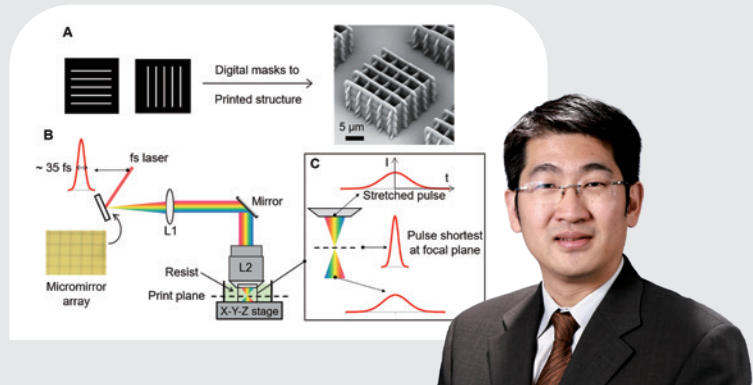 A
Digital masks to
Printed structure
5 μm
B
~ 35 fs
fs laser
L1
Mirror
Micromirror
array
L2
Resist
Print plane
X-Y-Z stage
C
I
t
Stretched pulse
Pulse shortest
at focal plane